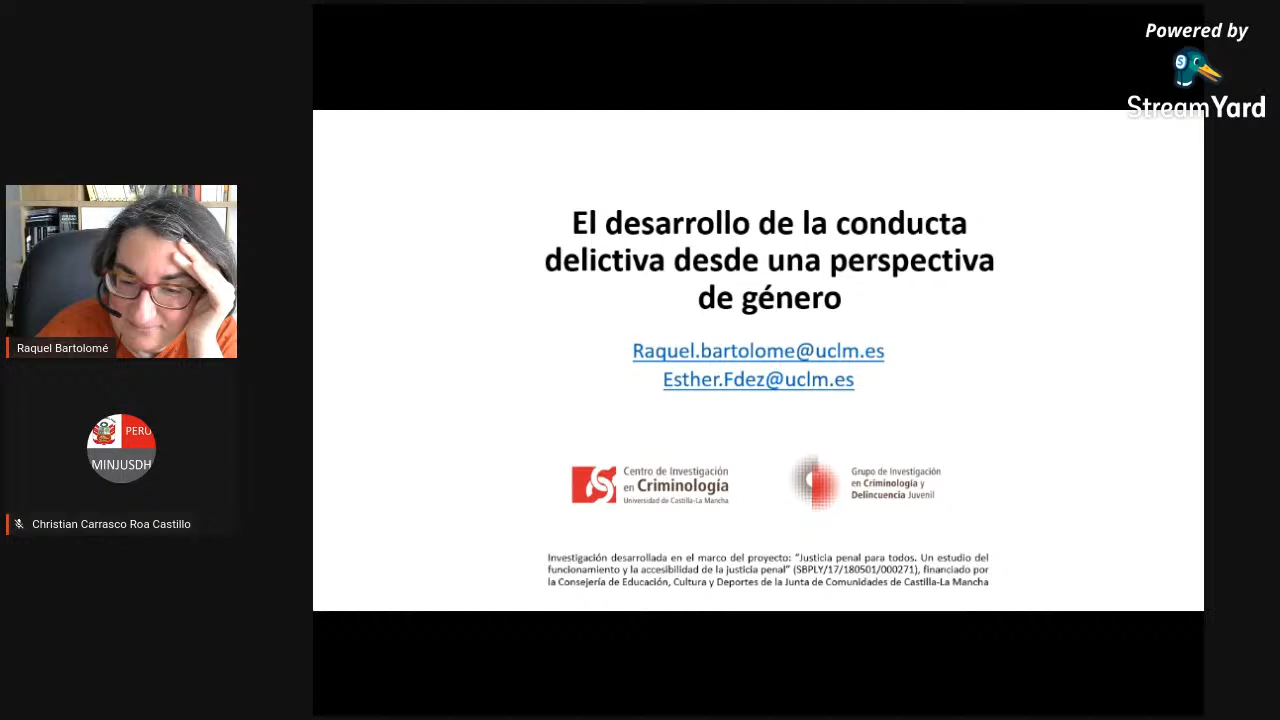 Powered by
StreamYard
El desarrollo de la conducta
delictiva desde una perspectiva
de género
Raquel.bartolome@uclm.es
Esther.Fdez@uclm.es
Raquel Bartolomé
PERÚ
MINJUSDH
Christian Carrasco Roa Castillo
Centro de Investigación
en Criminología
Universidad de Castilla-La Mancha
Grupo de Investigación
en Criminología y
Delincuencia Juvenil
Investigación desarrollada en el marco del proyecto: “Justicia penal para todos. Un estudio del
funcionamiento y la accesibilidad de la justicia penal” (SBPLY/17/180501/000271), financiado por
la Consejería de Educación, Cultura y Deportes de la Junta de Comunidades de Castilla-La Mancha